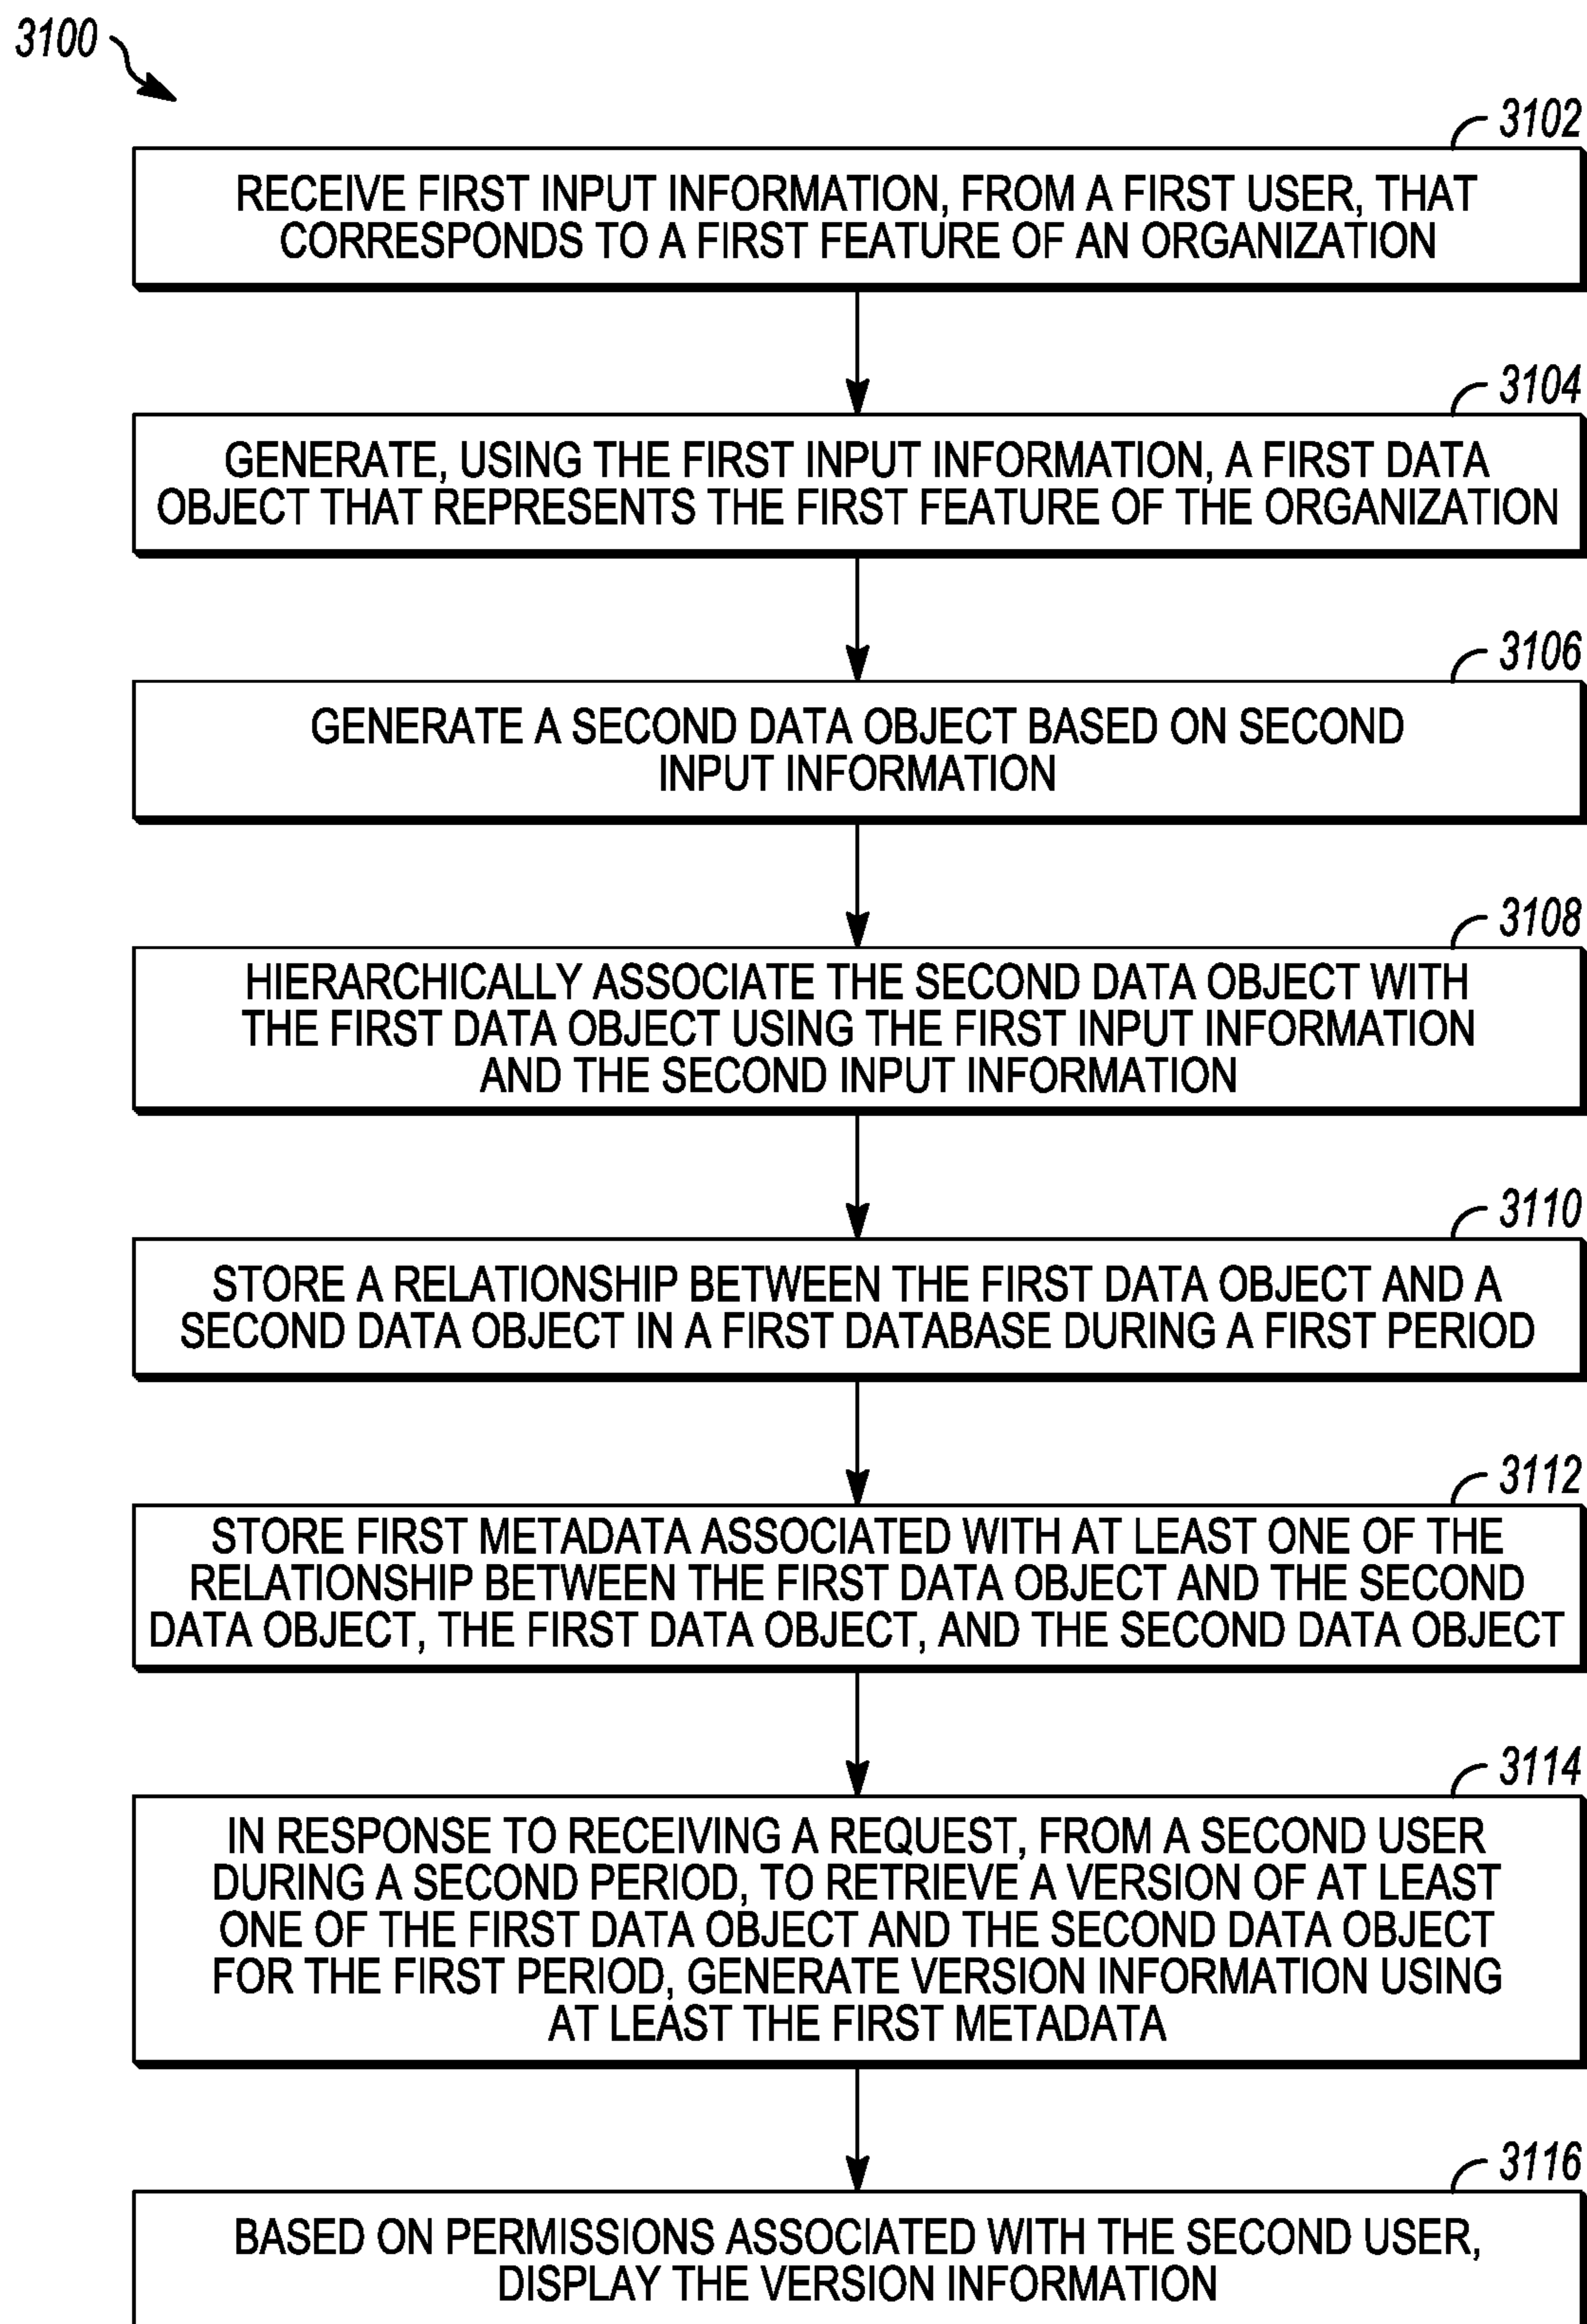 3100
3102
RECEIVE FIRST INPUT INFORMATION, FROM A FIRST USER, THAT
CORRESPONDS TO A FIRST FEATURE OF AN ORGANIZATION
3104
GENERATE, USING THE FIRST INPUT INFORMATION, A FIRST DATA
OBJECT THAT REPRESENTS THE FIRST FEATURE OF THE ORGANIZATION
3106
GENERATE A SECOND DATA OBJECT BASED ON SECOND
INPUT INFORMATION
3108
HIERARCHICALLY ASSOCIATE THE SECOND DATA OBJECT WITH
THE FIRST DATA OBJECT USING THE FIRST INPUT INFORMATION
AND THE SECOND INPUT INFORMATION
3110
STORE A RELATIONSHIP BETWEEN THE FIRST DATA OBJECT AND A
SECOND DATA OBJECT IN A FIRST DATABASE DURING A FIRST PERIOD
3112
STORE FIRST METADATA ASSOCIATED WITH AT LEAST ONE OF THE
RELATIONSHIP BETWEEN THE FIRST DATA OBJECT AND THE SECOND
DATA OBJECT, THE FIRST DATA OBJECT, AND THE SECOND DATA OBJECT
3114
IN RESPONSE TO RECEIVING A REQUEST, FROM A SECOND USER
DURING A SECOND PERIOD, TO RETRIEVE A VERSION OF AT LEAST
ONE OF THE FIRST DATA OBJECT AND THE SECOND DATA OBJECT
FOR THE FIRST PERIOD, GENERATE VERSION INFORMATION USING
AT LEAST THE FIRST METADATA
3116
BASED ON PERMISSIONS ASSOCIATED WITH THE SECOND USER,
DISPLAY THE VERSION INFORMATION